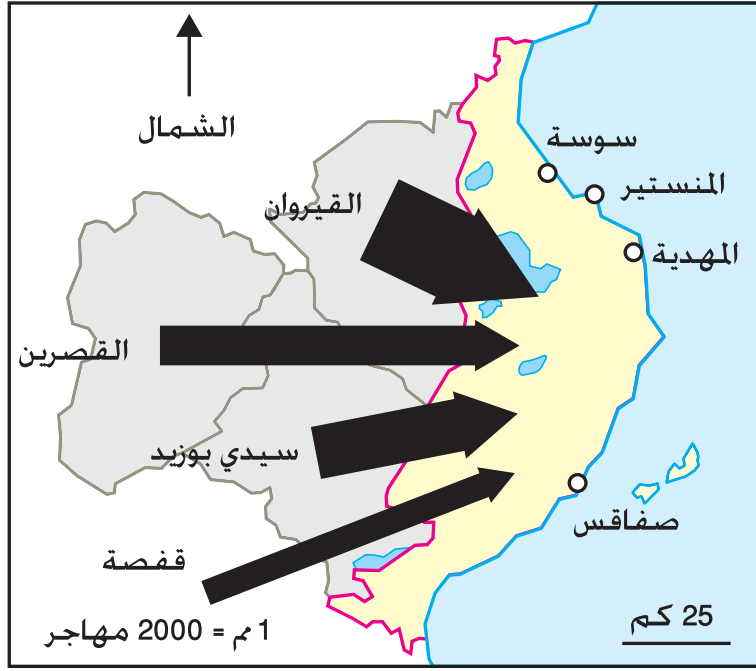 الشمال
سوسة
المنستير
القيروان
المهدية
القصرين
سيدي بوزيد
صفاقس
قفصة
1مم = 2000 مهاجر
25 كم